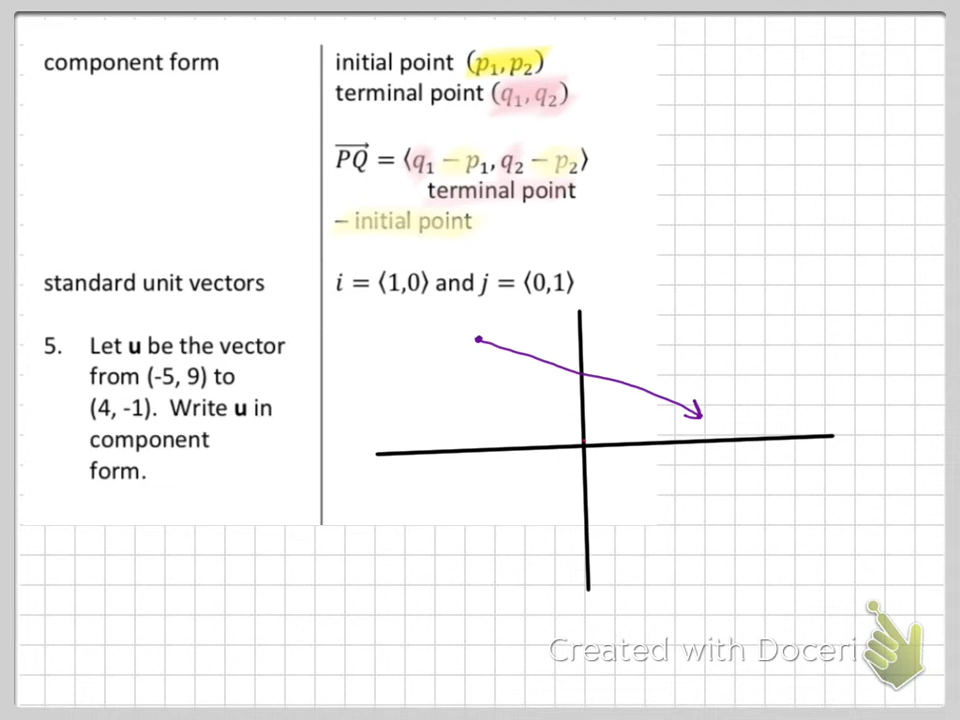 component form
initial point (p₁, p₂)
terminal point (q₁, q₂)
P͞Q⃗ = ⟨q₁ − p₁, q₂ − p₂⟩
terminal point
− initial point
standard unit vectors
i = ⟨1,0⟩ and j = ⟨0,1⟩
5. Let u be the vector
from (-5, 9) to
(4, -1). Write u in
component
form.
Created with Doceri